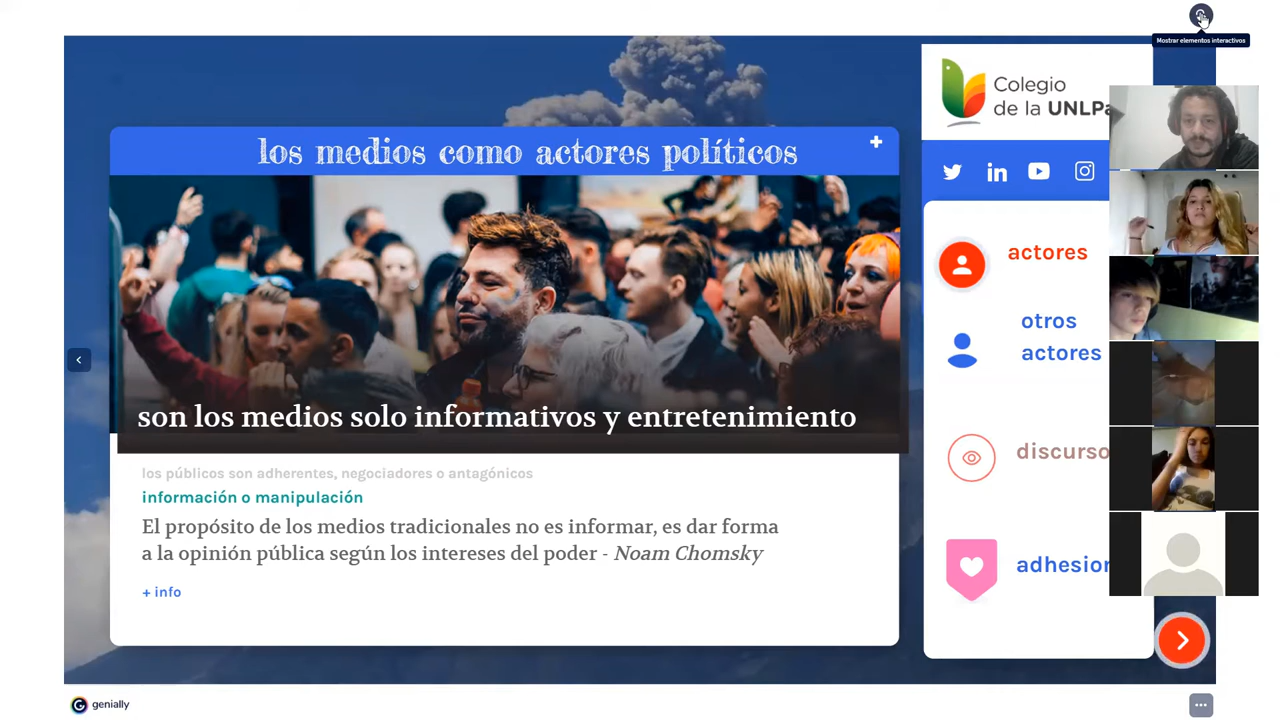 Mostrar elementos interactivos
Colegio
de la UNLPa
los medios como actores políticos
+
son los medios solo informativos y entretenimiento
los públicos son adherentes, negociadores o antagónicos
información o manipulación
El propósito de los medios tradicionales no es informar, es dar forma
a la opinión pública según los intereses del poder - Noam Chomsky
+ info
actores
otros
actores
discurso
adhesion
genially